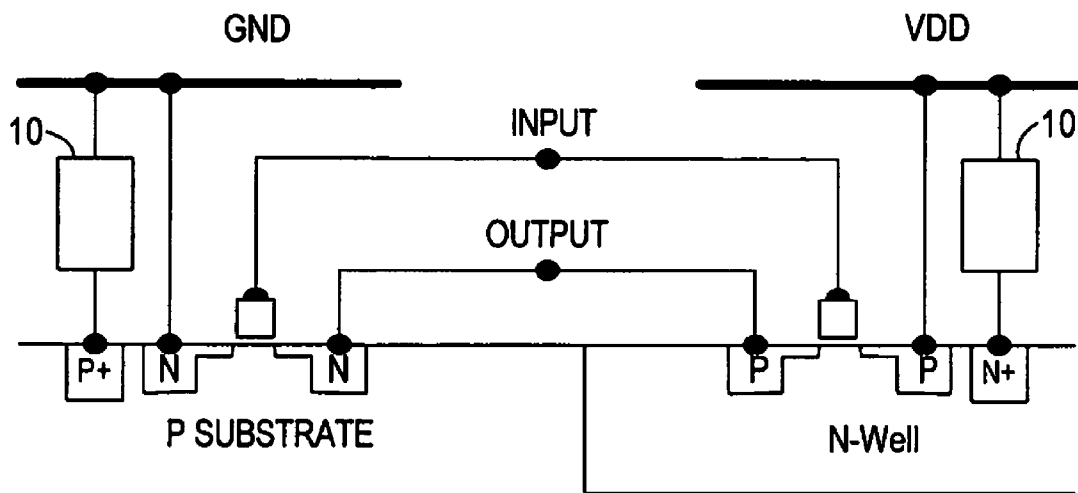 GND
VDD
10
INPUT
10
OUTPUT
P+
N
N
P
P
N+
P SUBSTRATE
N-Well